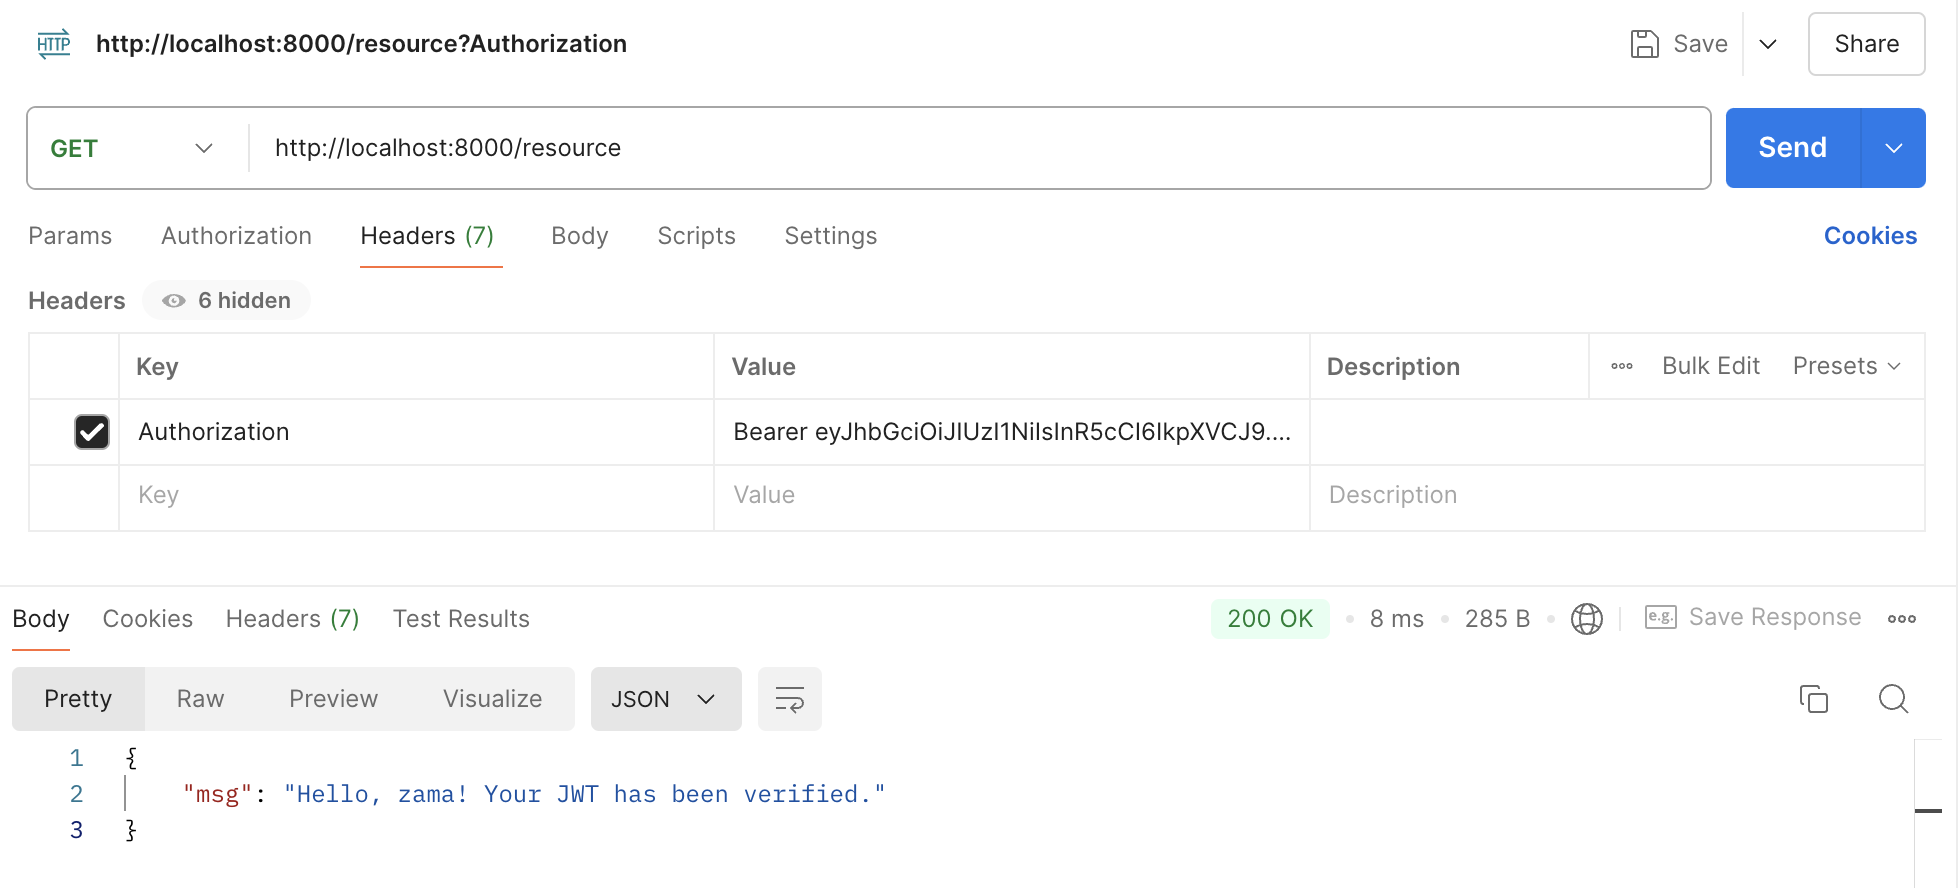 HTTP http://localhost:8000/resource?Authorization Save Share
GET http://localhost:8000/resource Send
Params Authorization Headers (7) Body Scripts Settings Cookies
Headers 6 hidden
Key Value Description Bulk Edit Presets
Authorization Bearer eyJhbGciOiJIUzI1NiIsInR5cCI6IkpXVCJ9....
Key Value Description
Body Cookies Headers (7) Test Results 200 OK • 8 ms • 285 B • e.g. Save Response
Pretty Raw Preview Visualize JSON
1 {
2 "msg": "Hello, zama! Your JWT has been verified."
3 }